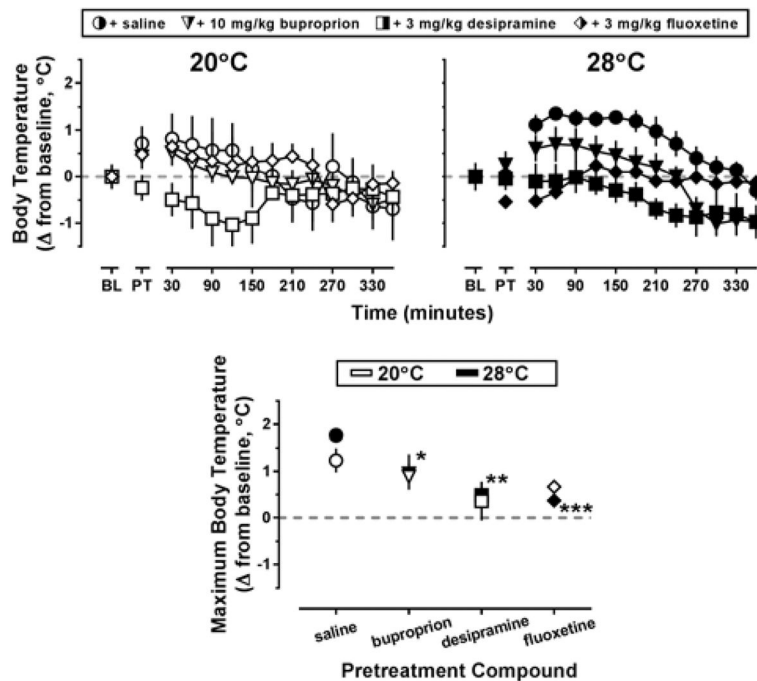 + saline + 10 mg/kg buproprion + 3 mg/kg desipramine + 3 mg/kg fluoxetine
20°C 28°C
Body Temperature
(Δ from baseline, °C)
2
1
0
-1
BL PT 30 90 150 210 270 330 BL PT 30 90 150 210 270 330
Time (minutes)
20°C 28°C
Maximum Body Temperature
(Δ from baseline, °C)
2
1
0
-1
*
**
***
saline buproprion desipramine fluoxetine
Pretreatment Compound